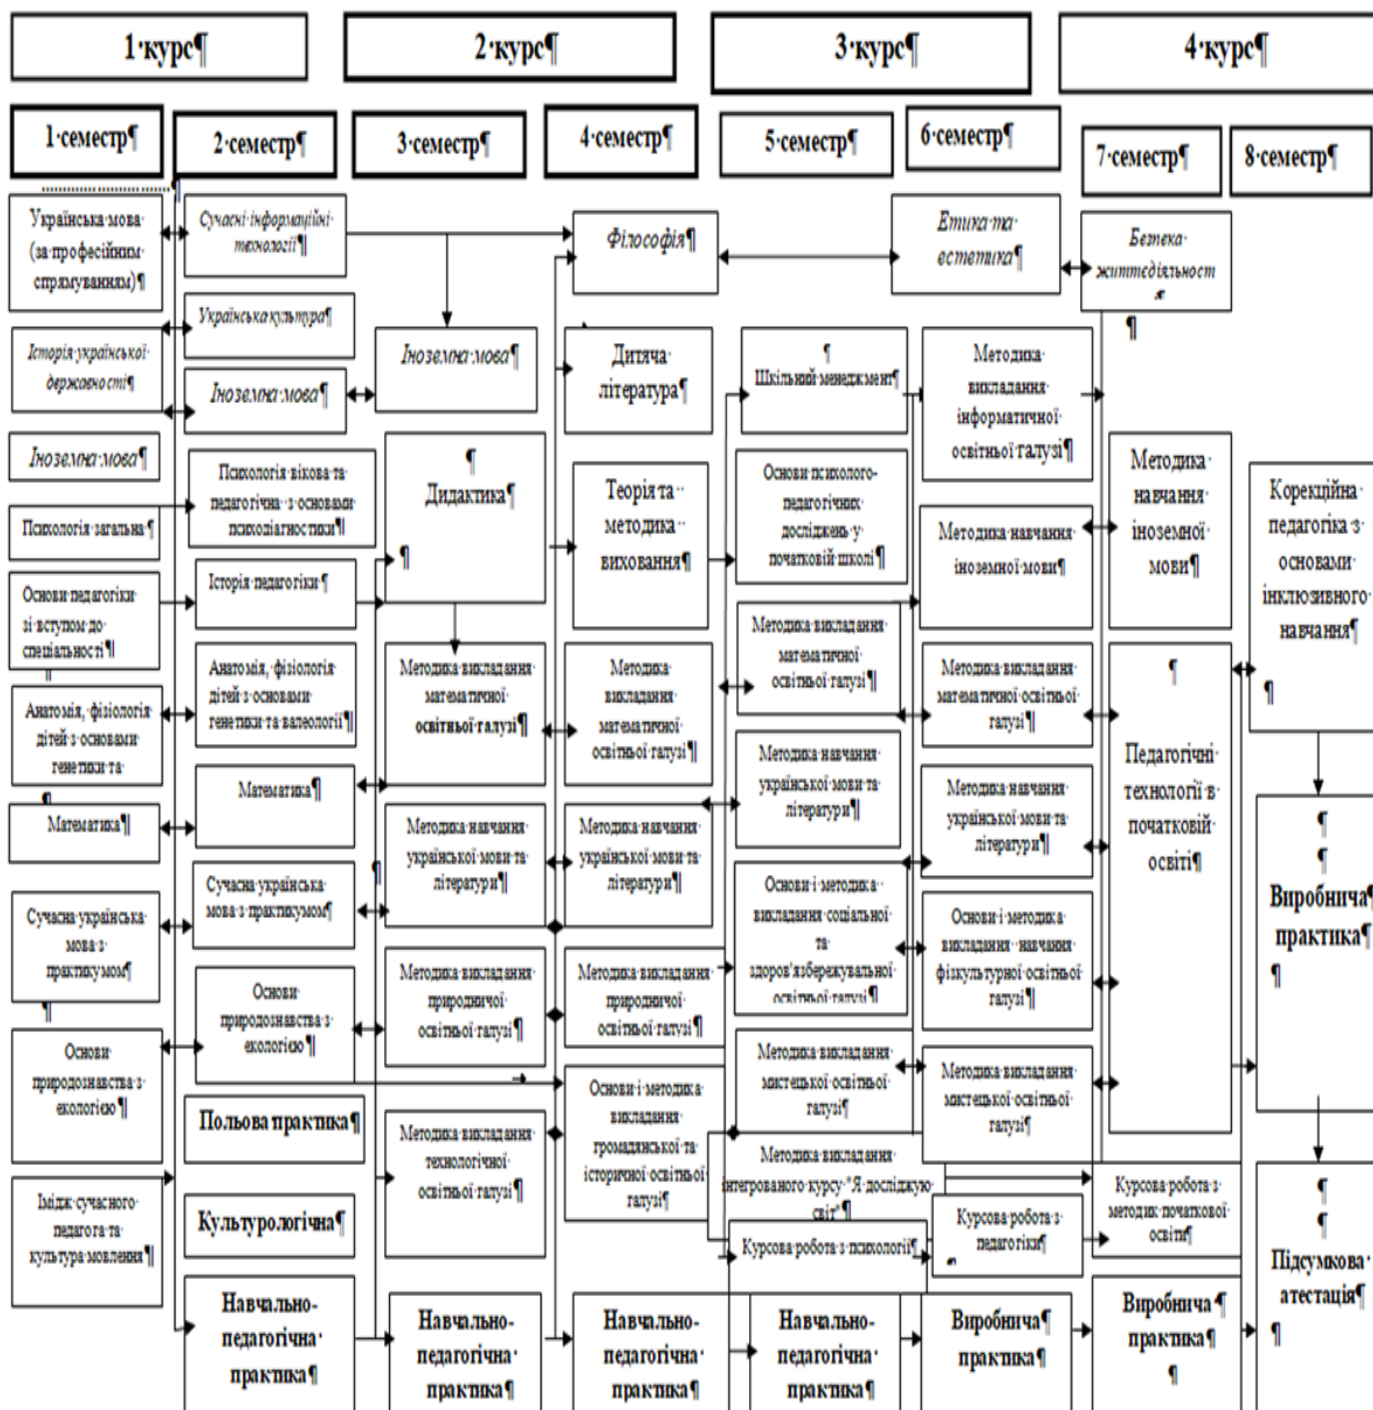 1·курс¶
2·курс¶
3·курс¶
4·курс¶
1·семестр¶
2·семестр¶
3·семестр¶
4·семестр¶
5·семестр¶
6·семестр¶
7·семестр¶
8·семестр¶
¶
Українська·мова·
(за·професійним·
спрямуванням)¶
Історія·української·
державності¶
Іноземна·мова¶
Психологія·загальна·¶
Основи·педагогіки·
зі·вступом·до·
спеціальності¶
¶
Анатомія,·фізіологія·
дітей·з·основами·
генетики·та·
¶
Математика¶
Сучасна·українська·
мова·з·
практикумом¶
¶
Основи·
природознавства·з·
екологією¶
Імідж·сучасного·
педагога·та·
культура·мовлення¶
Сучасні·інформаційні·
технології¶
Українська·культура¶
Іноземна·мова¶
Психологія·вікова·та·
педагогічна··з·основами·
психодіагностики¶
Історія·педагогіки·¶
Анатомія,·фізіологія·
дітей·з·основами·
генетики·та·валеології¶
Математика¶
Сучасна·українська·
мова·з·практикумом¶
Основи·
природознавства·з·
екологією¶
Польова·практика¶
Культурологічна¶
Навчально-
педагогічна·
практика¶
Іноземна·мова¶
¶
Дидактика¶
¶
Методика·викладання·
математичної·
освітньої·галузі¶
¶
Методика·навчання·
української·мови·та·
літератури¶
Методика·викладання·
природничої·
освітньої·галузі¶
Методика·викладання·
технологічної·
освітньої·галузі¶
Навчально-
педагогічна·
практика¶
Філософія¶
Дитяча·
література¶
Теорія·та··
методика··
виховання¶
Методика·
викладання·
математичної·
освітньої·галузі¶
Методика·навчання·
української·мови·та·
літератури¶
Методика·викладання·
природничої·
освітньої·галузі¶
Основи·і·методика·
викладання·
громадянської·та·
історичної·освітньої·
галузі¶
Навчально-
педагогічна·
практика¶
¶
Шкільний·менеджмент¶
Основи·психолого-
педагогічних·
досліджень·у·
початковій·школі¶
Методика·викладання·
математичної·
освітньої·галузі¶
Методика·навчання·
української·мови·та·
літератури¶
Основи·і·методика··
викладання·соціальної·
та·
здоров'язбережувальної·
освітньої·галузі¶
Методика·викладання·
мистецької·освітньої·
галузі¶
Методика·викладання·
інтегрованого·курсу·"Я·досліджую·
світ"¶
Курсова·робота·з·психології¶
Навчально-
педагогічна·
практика¶
Етика·та·
естетика¶
Методика·
викладання·
інформатичної·
освітньої·галузі¶
Методика·навчання·
іноземної·мови¶
Методика·викладання·
математичної·освітньої·
галузі¶
Методика·навчання·
української·мови·та·
літератури¶
Основи·і·методика·
викладання··навчання·
фізкультурної·освітньої·
галузі¶
Методика·викладання·
мистецької·освітньої·
галузі¶
Курсова·робота·з·
педагогіки¶
¶
Виробнича¶
практика¶
Безпека·
життєдіяльност
¶
¶
Методика·
навчання·
іноземної·
мови¶
¶
Педагогічні·
технології·в·
початковій·
освіті¶
Курсова·робота·з·
методик·початкової·
освіти¶
Виробнича·¶
практика¶
¶
Корекційна·
педагогіка·з·
основами·
інклюзивного·
навчання¶
¶
¶
¶
Виробнича¶
практика¶
¶
¶
¶
Підсумкова·
атестація¶
¶